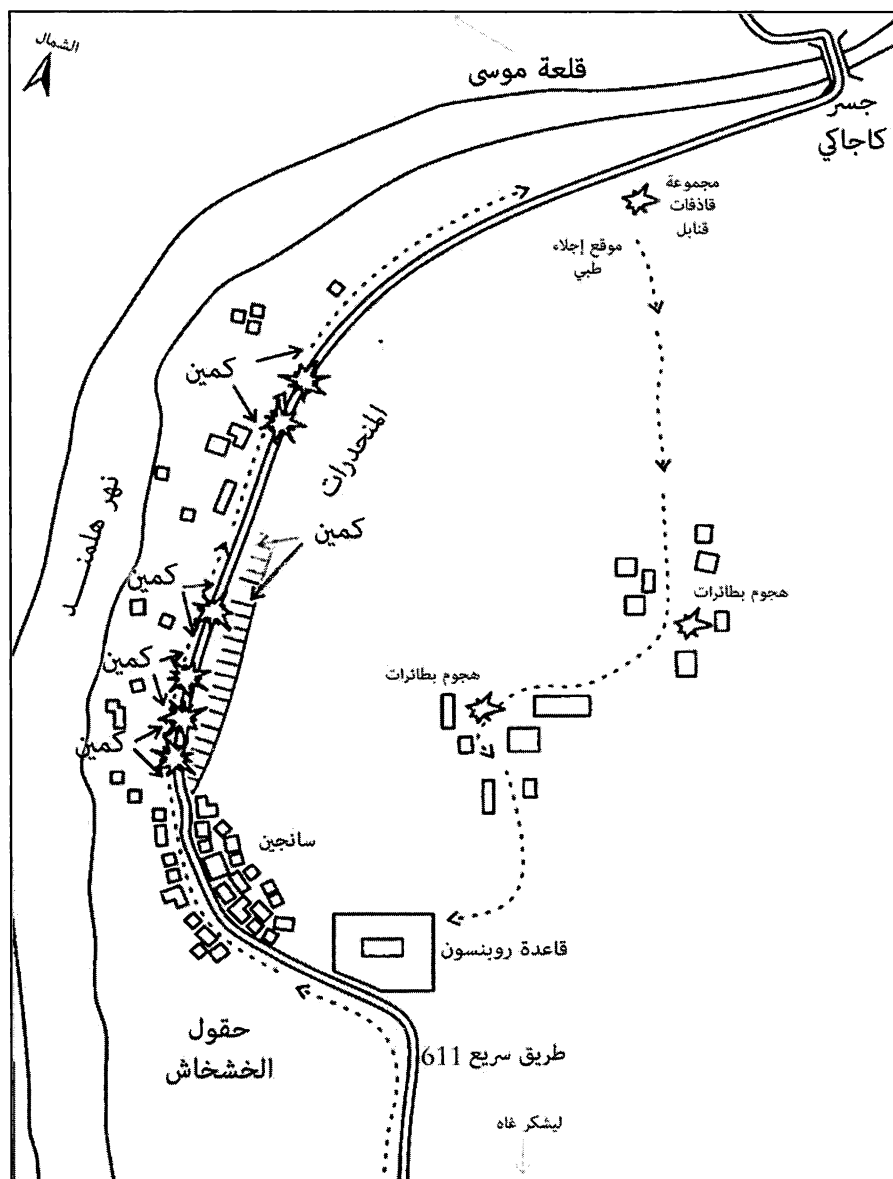 الشمال
قلعة موسى
جسر
كاجاكي
مجموعة
قاذفات
قنابل
موقع إجلاء
طبي
كمين
المنحدرات
كمين
نهر هلمنـــد
كمين
هجوم بطائرات
كمين
هجوم بطائرات
كمين
سانجين
قاعدة روبنسون
حقول
الخشخاش
طريق سريع 611
ليشكر غاه